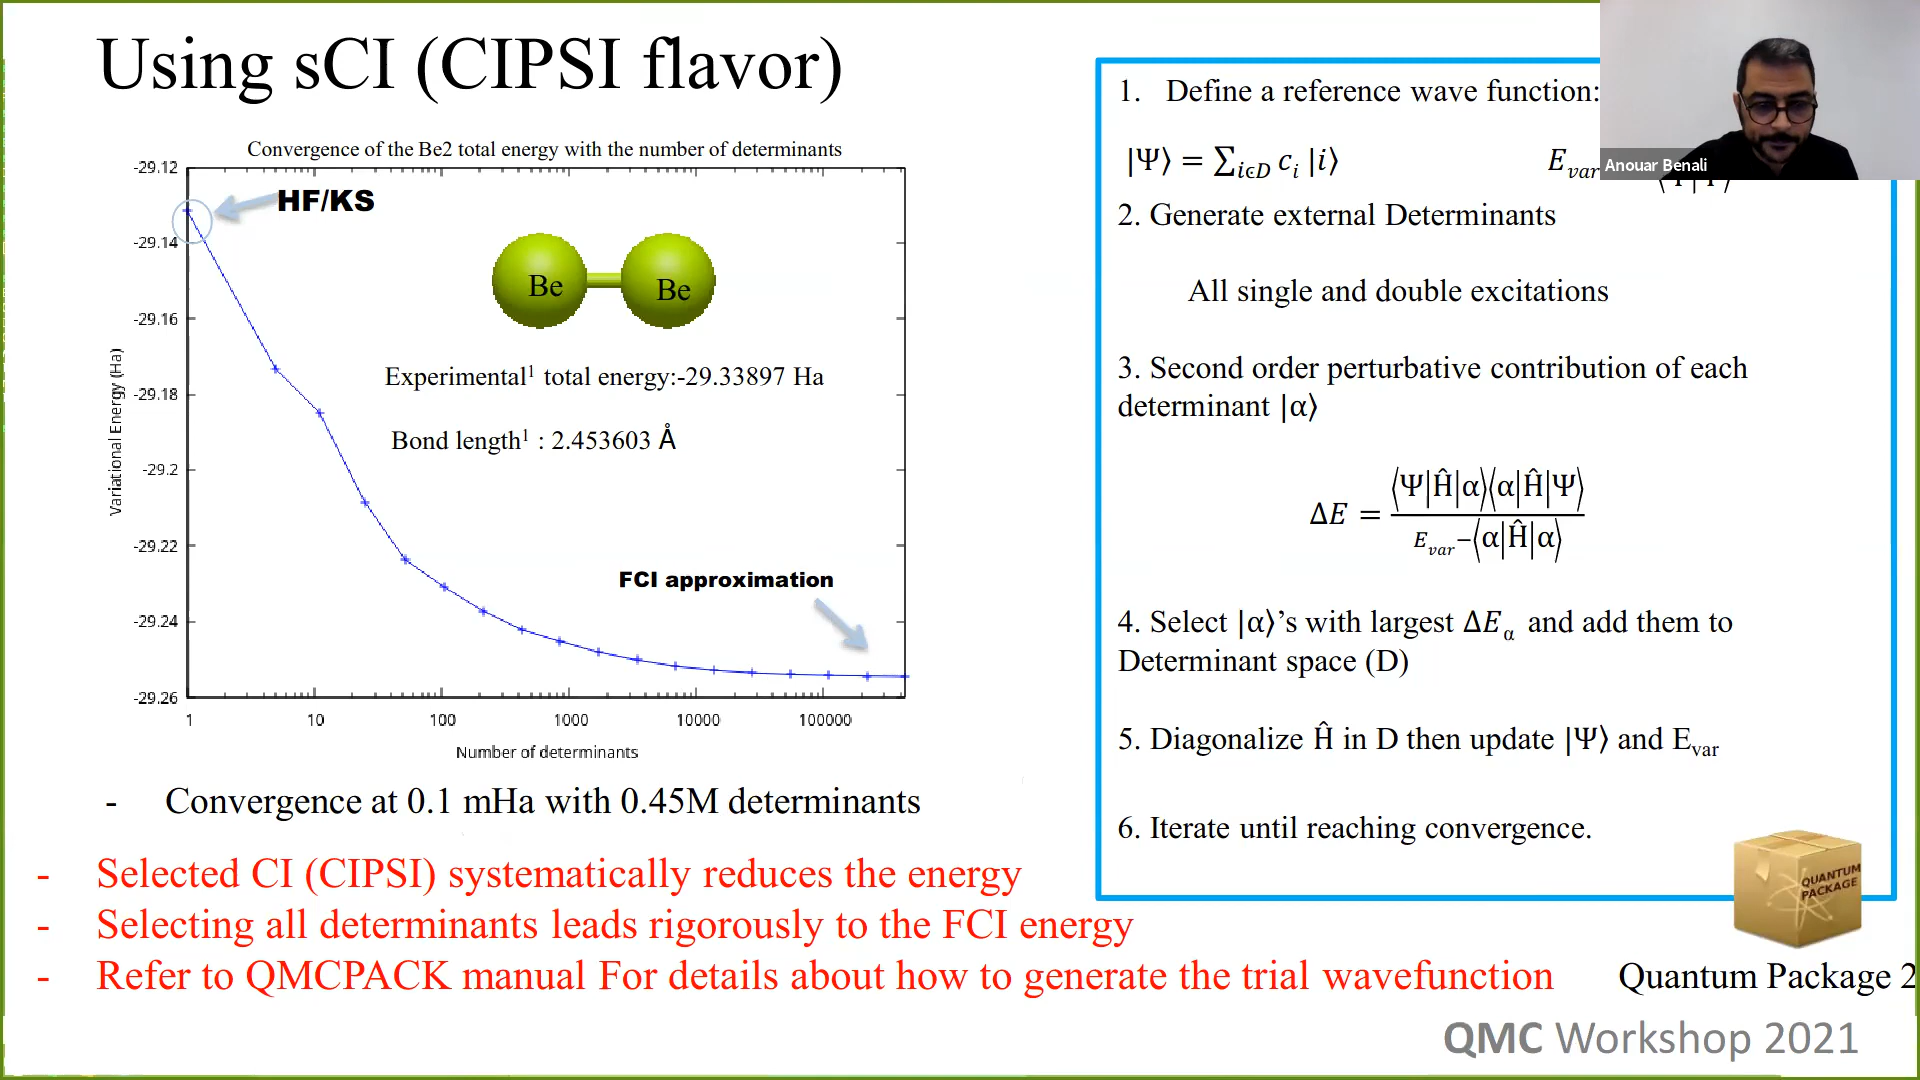 Using sCI (CIPSI flavor)
Convergence of the Be2 total energy with the number of determinants
-29.12
-29.14
-29.16
-29.18
-29.2
-29.22
-29.24
-29.26
Variational Energy (Ha)
HF/KS
Be
Be
Experimental¹ total energy:-29.33897 Ha
Bond length¹ : 2.453603 Å
FCI approximation
1
10
100
1000
10000
100000
Number of determinants
- Convergence at 0.1 mHa with 0.45M determinants
- Selected CI (CIPSI) systematically reduces the energy
- Selecting all determinants leads rigorously to the FCI energy
- Refer to QMCPACK manual For details about how to generate the trial wavefunction
1. Define a reference wave function:
|Ψ⟩ = ∑_{iϵD} c_i |i⟩ E_var
2. Generate external Determinants
All single and double excitations
3. Second order perturbative contribution of each
determinant |α⟩
ΔE = ⟨Ψ|Ĥ|α⟩⟨α|Ĥ|Ψ⟩ / E_var−⟨α|Ĥ|α⟩
4. Select |α⟩'s with largest ΔE_α and add them to
Determinant space (D)
5. Diagonalize Ĥ in D then update |Ψ⟩ and E_var
6. Iterate until reaching convergence.
Anouar Benali
QUANTUM
PACKAGE
Quantum Package 2
QMC Workshop 2021